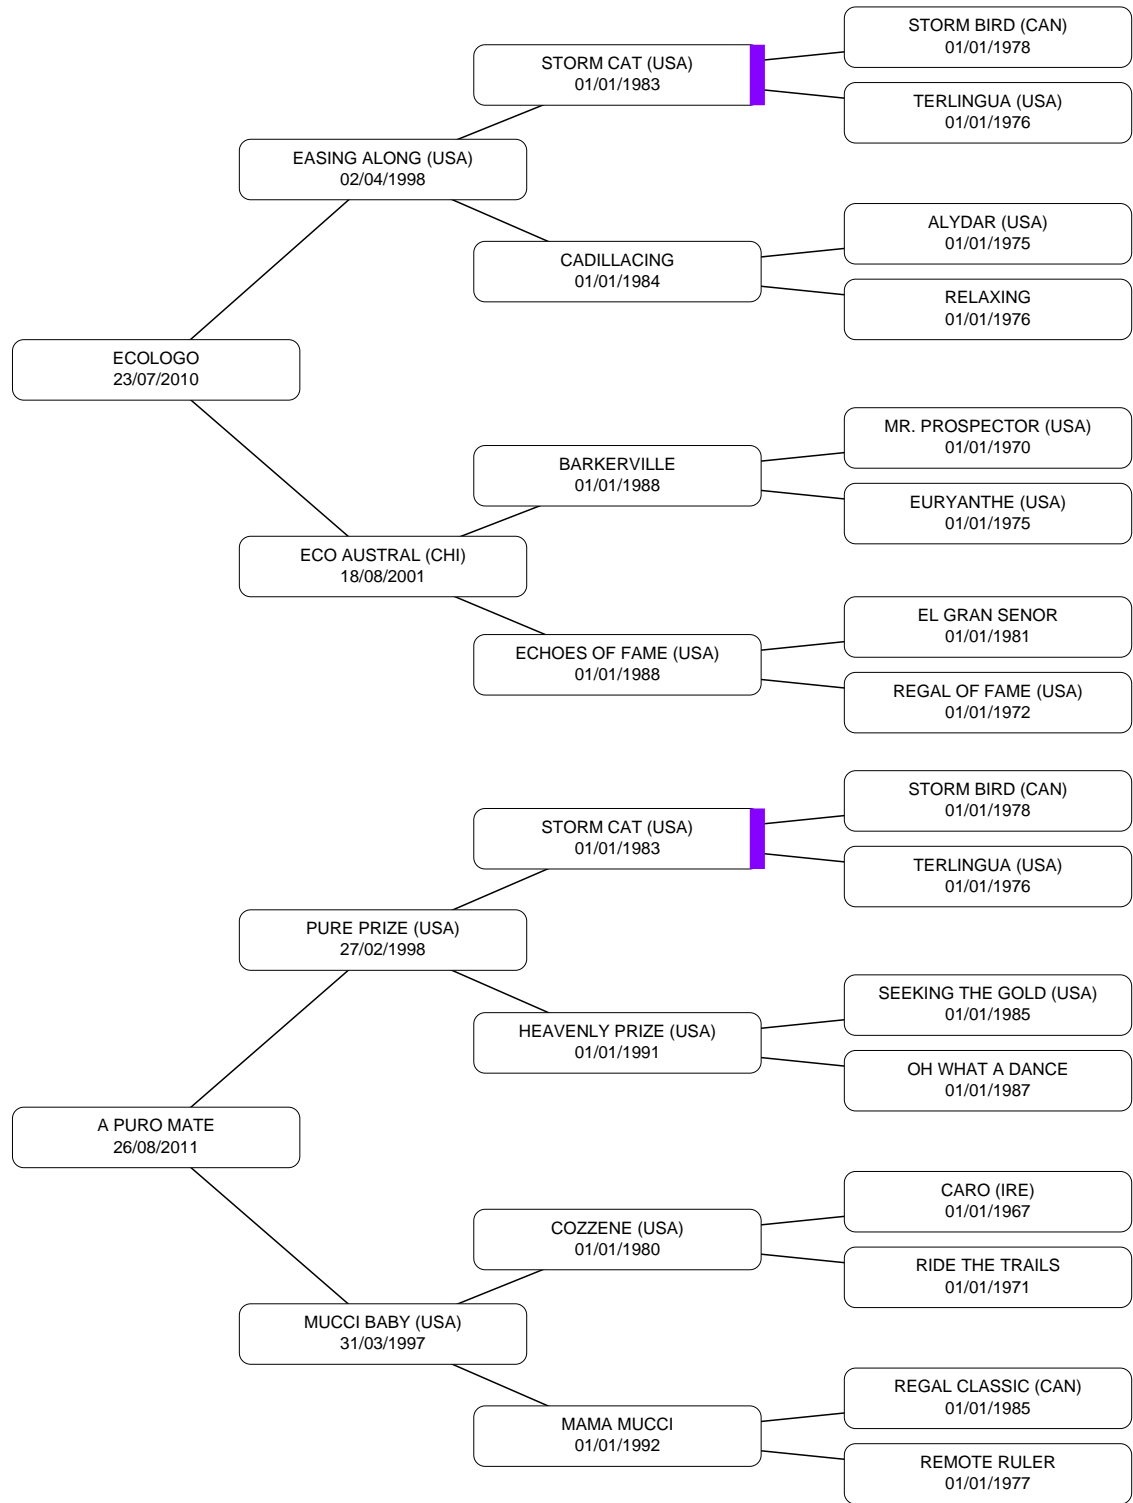 STORM BIRD (CAN)
01/01/1978
STORM CAT (USA)
01/01/1983
TERLINGUA (USA)
01/01/1976
EASING ALONG (USA)
02/04/1998
ALYDAR (USA)
01/01/1975
CADILLACING
01/01/1984
RELAXING
01/01/1976
ECOLOGO
23/07/2010
MR. PROSPECTOR (USA)
01/01/1970
BARKERVILLE
01/01/1988
EURYANTHE (USA)
01/01/1975
ECO AUSTRAL (CHI)
18/08/2001
EL GRAN SENOR
01/01/1981
ECHOES OF FAME (USA)
01/01/1988
REGAL OF FAME (USA)
01/01/1972
STORM BIRD (CAN)
01/01/1978
STORM CAT (USA)
01/01/1983
TERLINGUA (USA)
01/01/1976
PURE PRIZE (USA)
27/02/1998
SEEKING THE GOLD (USA)
01/01/1985
HEAVENLY PRIZE (USA)
01/01/1991
OH WHAT A DANCE
01/01/1987
A PURO MATE
26/08/2011
CARO (IRE)
01/01/1967
COZZENE (USA)
01/01/1980
RIDE THE TRAILS
01/01/1971
MUCCI BABY (USA)
31/03/1997
REGAL CLASSIC (CAN)
01/01/1985
MAMA MUCCI
01/01/1992
REMOTE RULER
01/01/1977